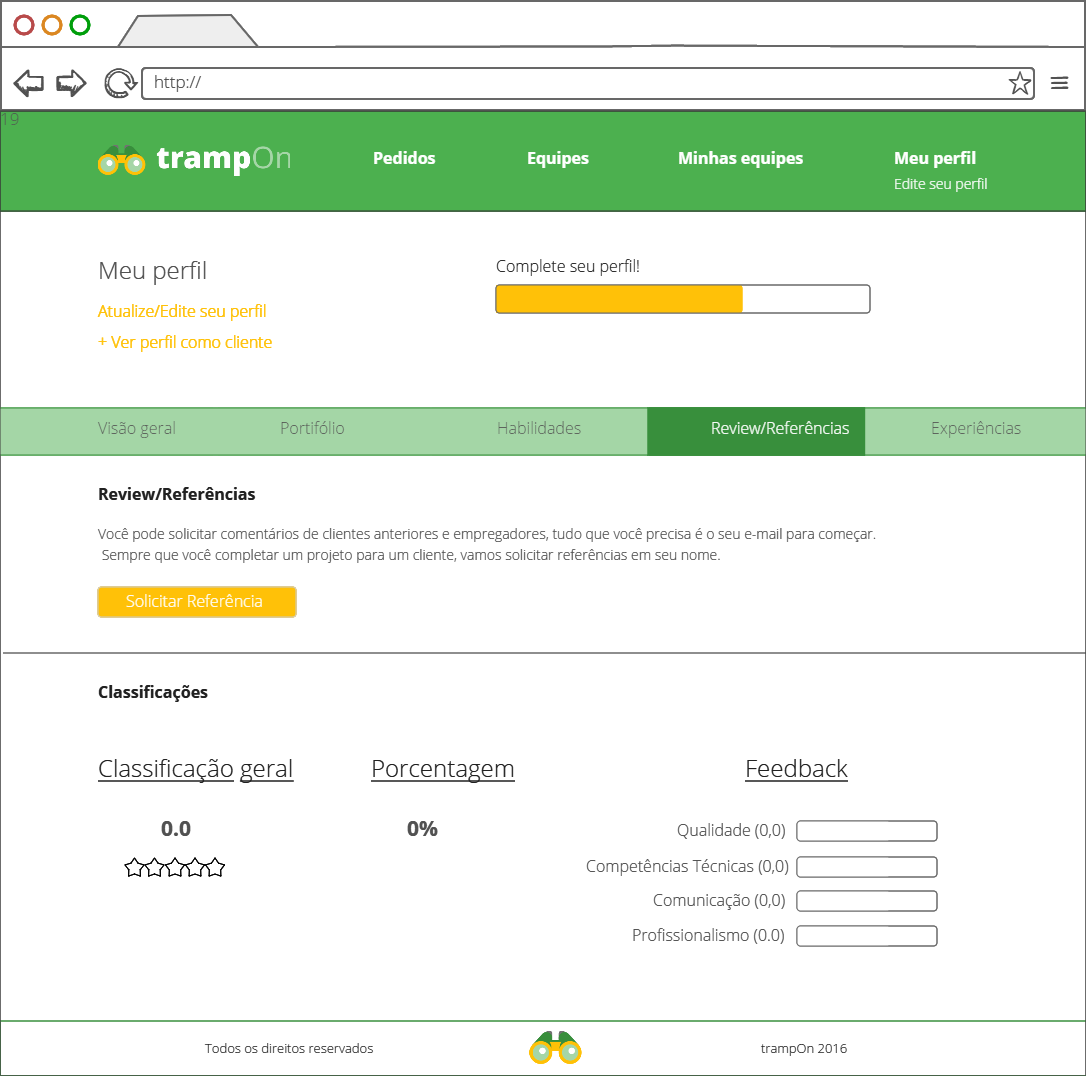 http://
19
trampOn
Pedidos
Equipes
Minhas equipes
Meu perfil
Edite seu perfil
Meu perfil
Complete seu perfil!
Atualize/Edite seu perfil
+ Ver perfil como cliente
Visão geral
Portifólio
Habilidades
Review/Referências
Experiências
Review/Referências
Você pode solicitar comentários de clientes anteriores e empregadores, tudo que você precisa é o seu e-mail para começar.
Sempre que você completar um projeto para um cliente, vamos solicitar referências em seu nome.
Solicitar Referência
Classificações
Classificação geral
Porcentagem
Feedback
0.0
0%
Qualidade (0,0)
Competências Técnicas (0,0)
Comunicação (0,0)
Profissionalismo (0.0)
Todos os direitos reservados
trampOn 2016